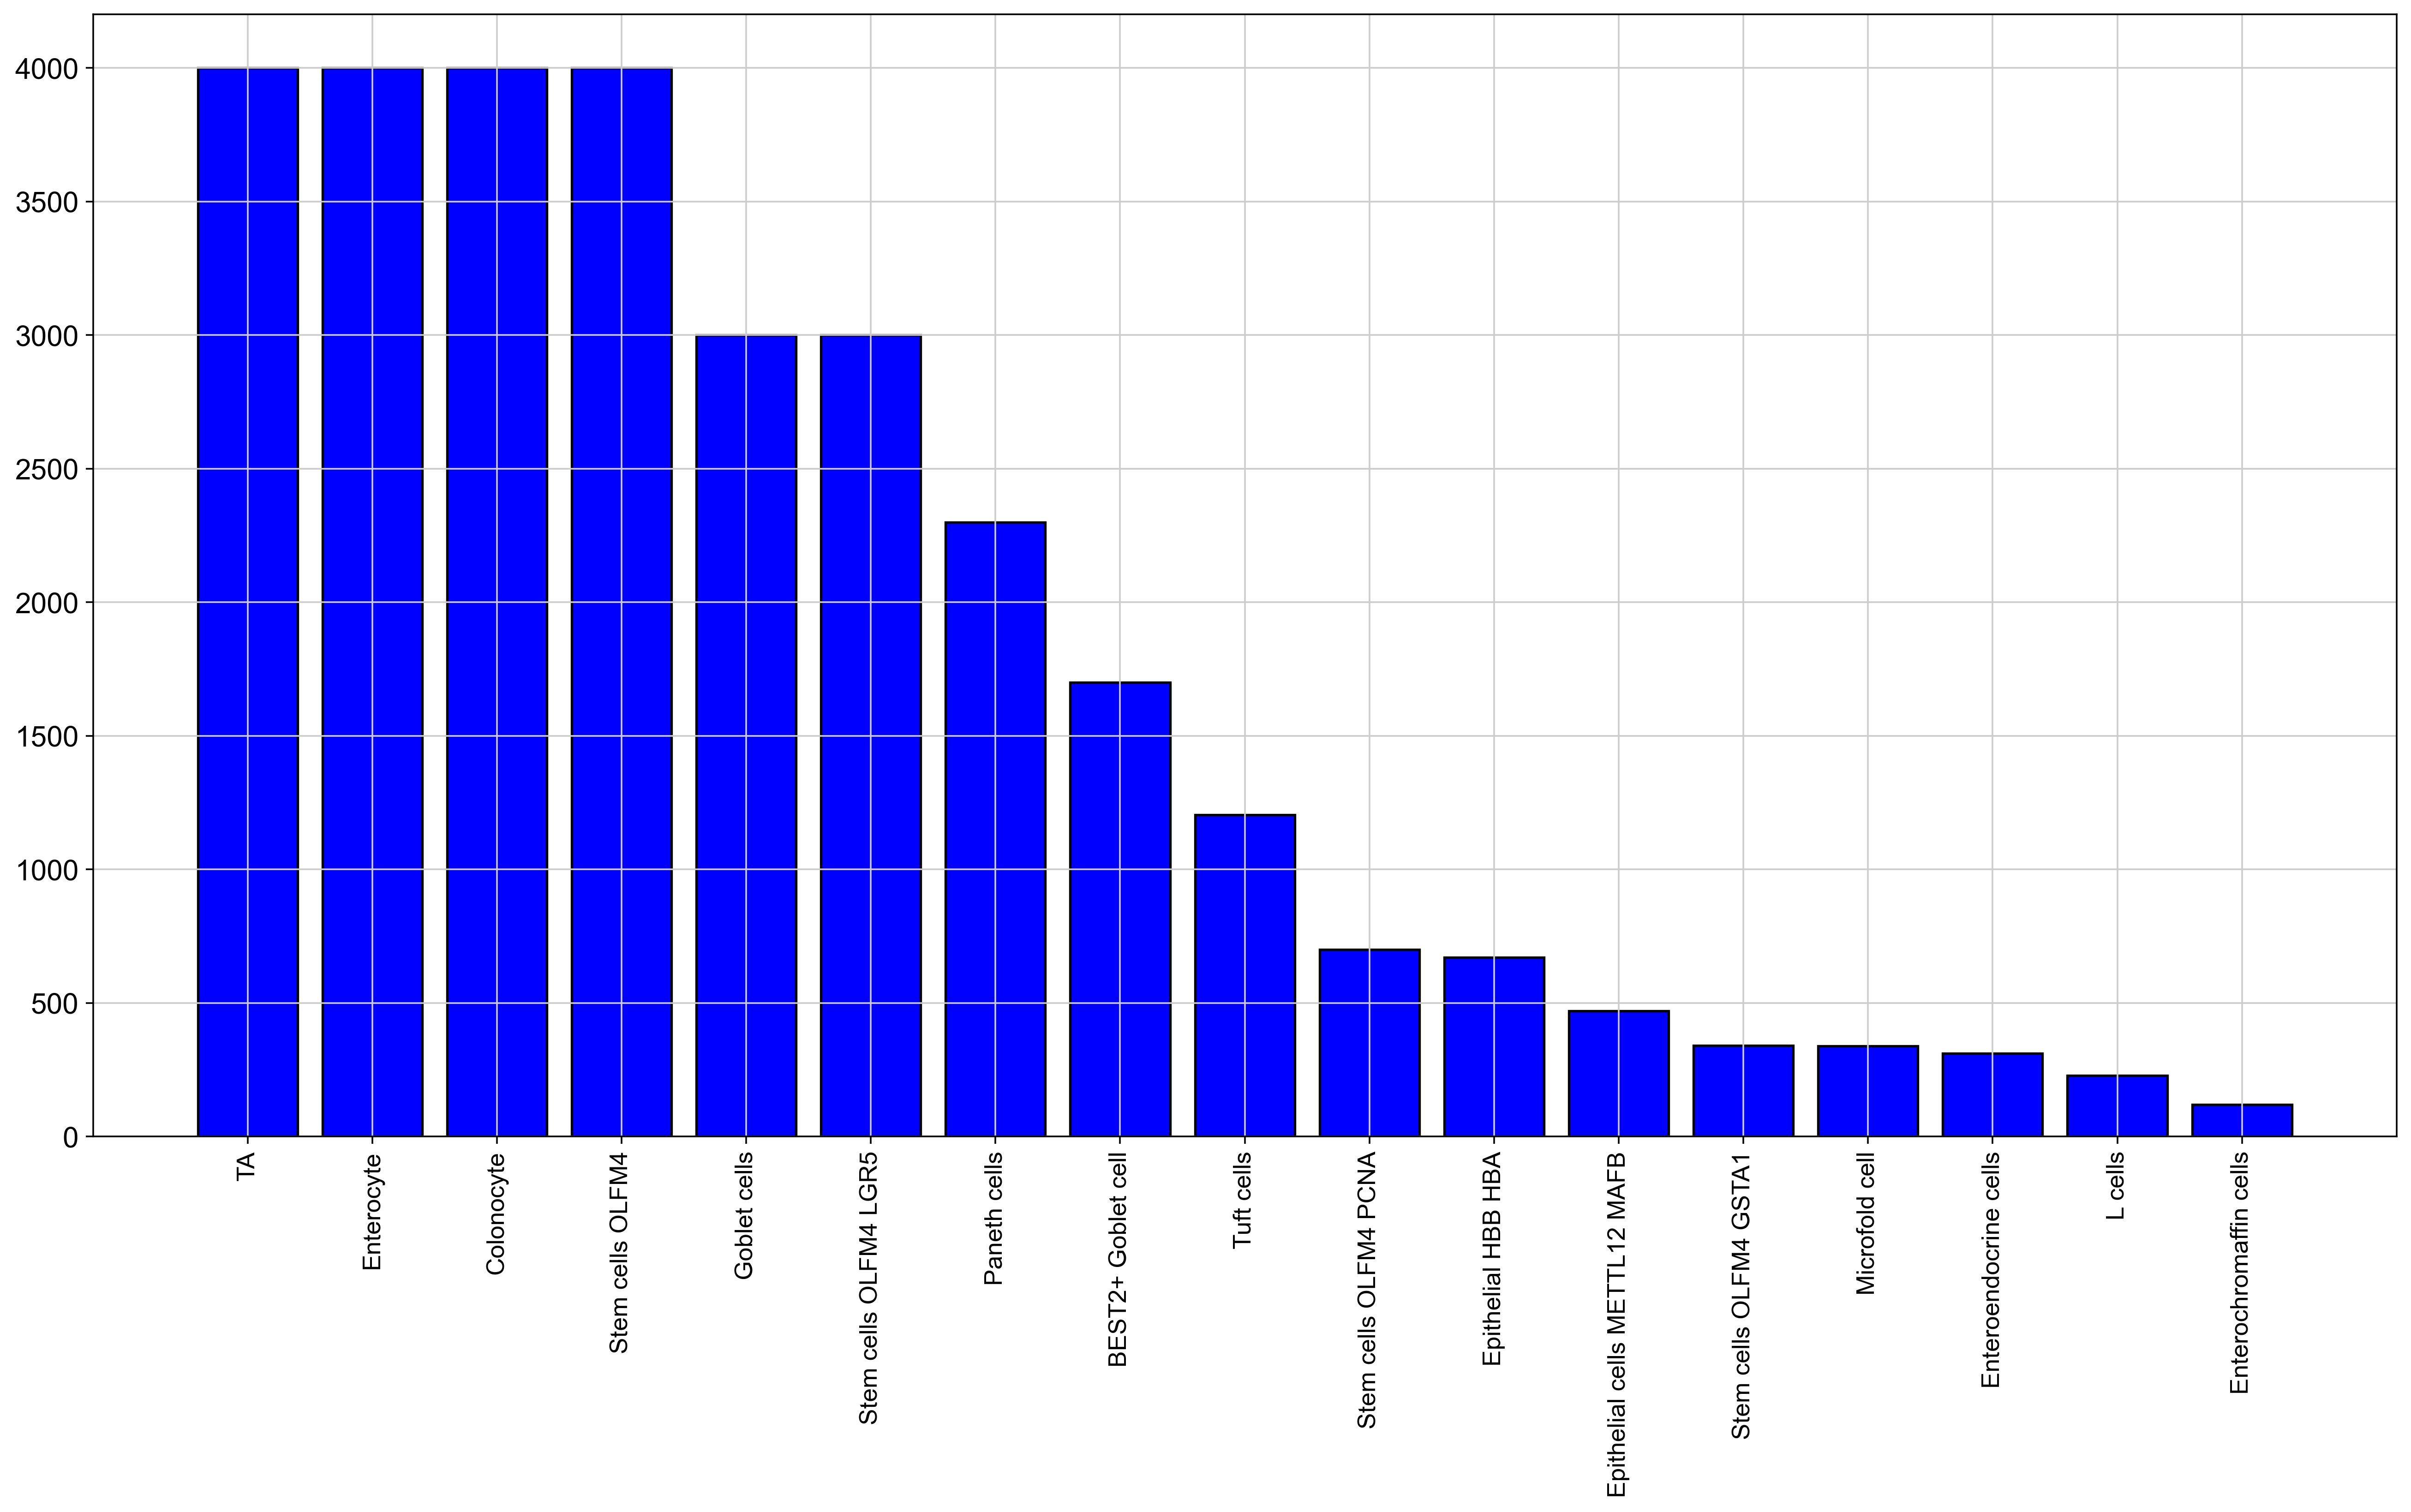 4000
3500
3000
2500
2000
1500
1000
500
0
TA
Enterocyte
Colonocyte
Stem cells OLFM4
Goblet cells
Stem cells OLFM4 LGR5
Paneth cells
BEST2+ Goblet cell
Tuft cells
Stem cells OLFM4 PCNA
Epithelial HBB HBA
Epithelial cells METTL12 MAFB
Stem cells OLFM4 GSTA1
Microfold cell
Enteroendocrine cells
L cells
Enterochromaffin cells